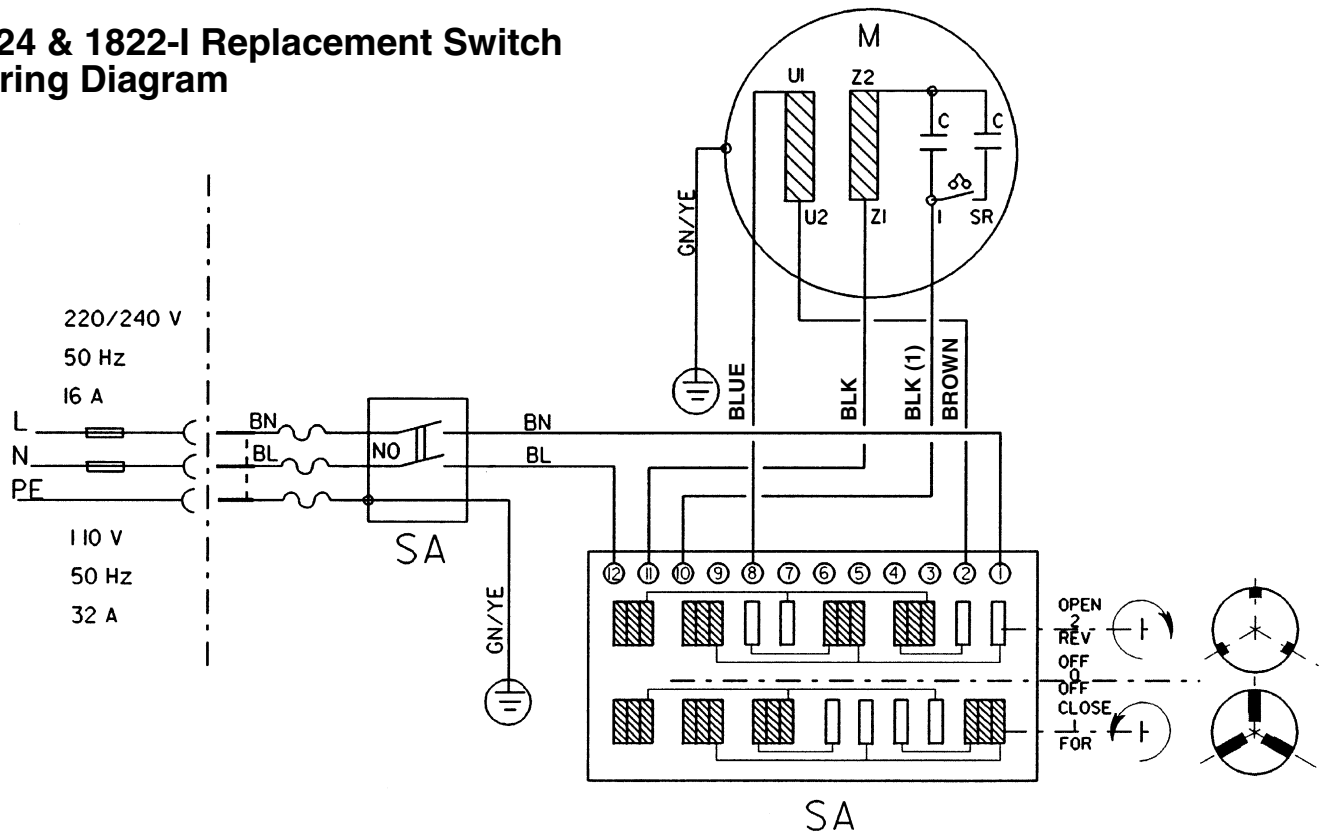 24 & 1822-I Replacement Switch
ring Diagram
M
U1
Z2
C
C
U2
Z1
1
SR
GN/YE
220/240 V
50 Hz
16 A
BLUE
BLK
BLK (1)
BROWN
L
BN
BN
N
BL
NO
BL
PE
110 V
50 Hz
32 A
SA
GN/YE
12 11 10 9 8 7 6 5 4 3 2 1
OPEN
2
REV
OFF
0
OFF
CLOSE
1
FOR
SA